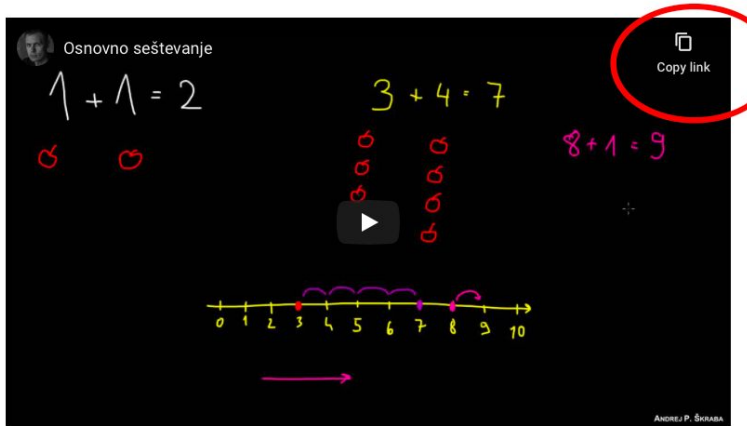 Osnovno seštevanje
Copy link
1 + 1 = 2
3 + 4 = 7
8 + 1 = 9
0 1 2 3 4 5 6 7 8 9 10
ANDREJ P. ŠKRABA